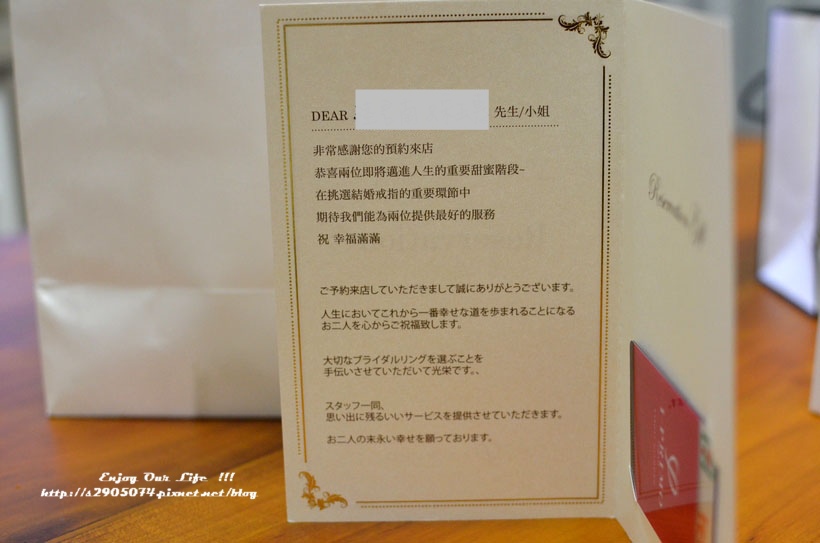 DEAR 先生/小姐
非常感謝您的預約來店
恭喜兩位即將邁進人生的重要甜蜜階段~
在挑選結婚戒指的重要環節中
期待我們能為兩位提供最好的服務
祝 幸福滿滿
ご予約来店していただきまして誠にありがとうございます。
人生においてこれから一番幸せな道を歩まれることになる
お二人を心からご祝福致します。
大切なブライダルリングを選ぶことを
手伝いさせていただいて光栄です。、
スタッフ一同、
思い出に残るいいサービスを提供させていただきます。
お二人の末永い幸せを願っております。
Enjoy Our Life !!!
http://s2905074.pixnet.net/blog